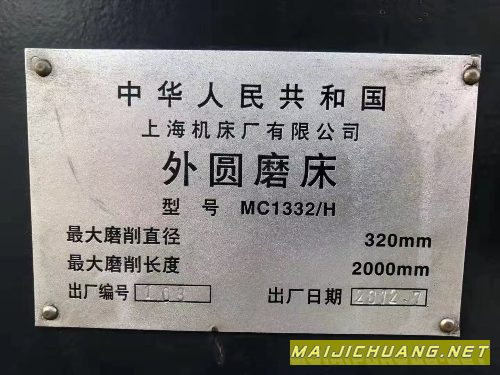 中华人民共和国
上海机床厂有限公司
外圆磨床
型 号 MC1332/H
最大磨削直径 320mm
最大磨削长度 2000mm
出厂编号 163 出厂日期 2012-7
MAIJICHUANG.NET